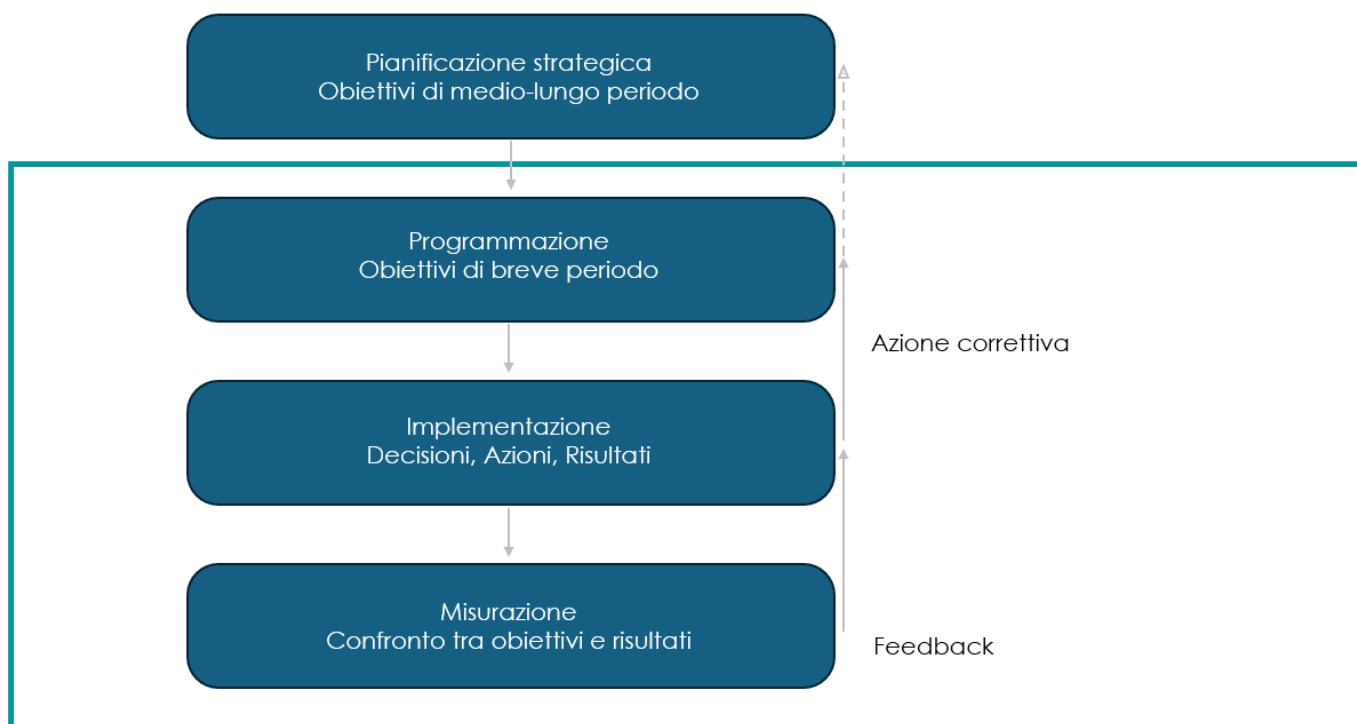 Pianificazione strategica
Obiettivi di medio-lungo periodo
Programmazione
Obiettivi di breve periodo
Azione correttiva
Implementazione
Decisioni, Azioni, Risultati
Misurazione
Confronto tra obiettivi e risultati
Feedback